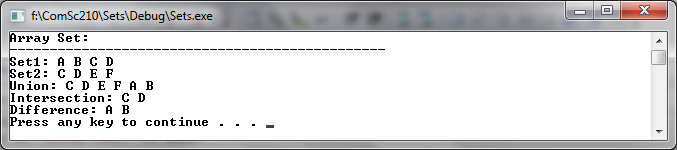 f:\ComSc210\Sets\Debug\Sets.exe
Array Set:
-----------------------------------------------
Set1: A B C D
Set2: C D E F
Union: C D E F A B
Intersection: C D
Difference: A B
Press any key to continue . . . _